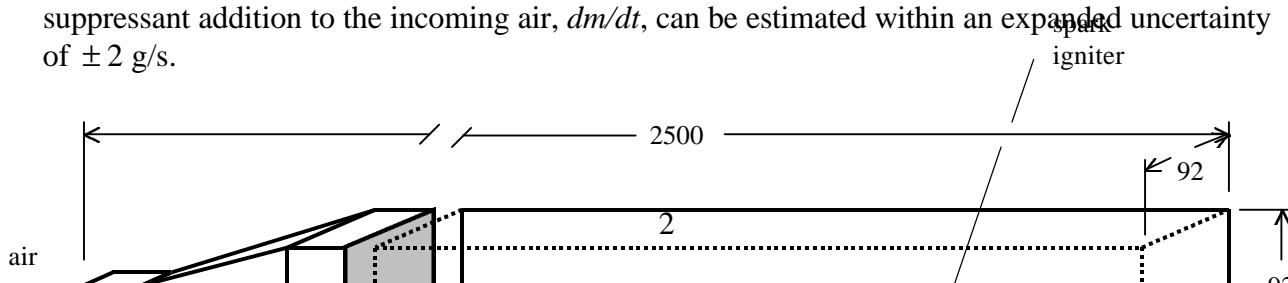 suppressant addition to the incoming air, dm/dt, can be estimated within an expanded uncertainty
of ± 2 g/s.
spark
igniter
2500
92
2
air